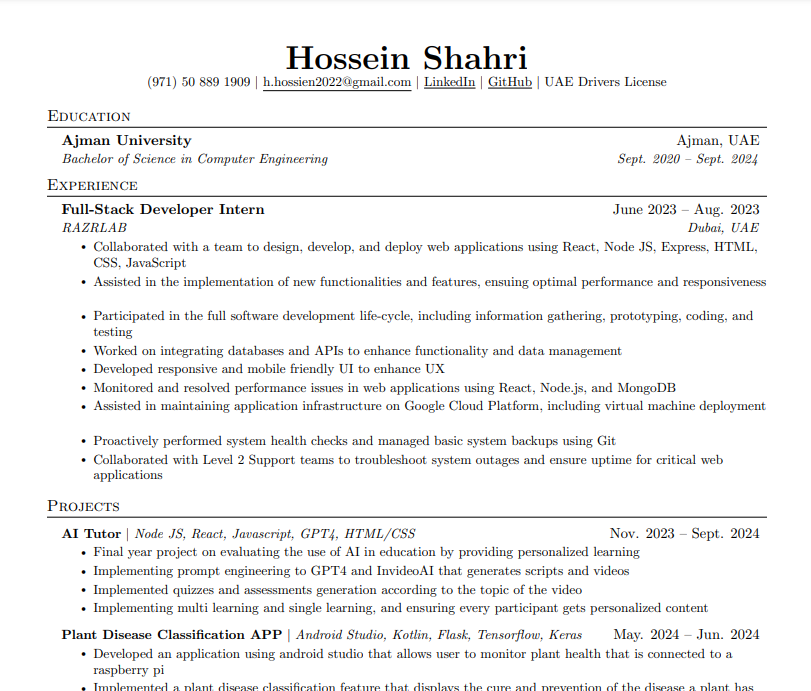 Hossein Shahri
(971) 50 889 1909 | h.hossien2022@gmail.com | LinkedIn | GitHub | UAE Drivers License
Education
Ajman University Ajman, UAE
Bachelor of Science in Computer Engineering Sept. 2020 – Sept. 2024
Experience
Full-Stack Developer Intern June 2023 – Aug. 2023
RAZRLAB Dubai, UAE
• Collaborated with a team to design, develop, and deploy web applications using React, Node JS, Express, HTML,
CSS, JavaScript
• Assisted in the implementation of new functionalities and features, ensuing optimal performance and responsiveness
• Participated in the full software development life-cycle, including information gathering, prototyping, coding, and
testing
• Worked on integrating databases and APIs to enhance functionality and data management
• Developed responsive and mobile friendly UI to enhance UX
• Monitored and resolved performance issues in web applications using React, Node.js, and MongoDB
• Assisted in maintaining application infrastructure on Google Cloud Platform, including virtual machine deployment
• Proactively performed system health checks and managed basic system backups using Git
• Collaborated with Level 2 Support teams to troubleshoot system outages and ensure uptime for critical web
applications
Projects
AI Tutor | Node JS, React, Javascript, GPT4, HTML/CSS Nov. 2023 – Sept. 2024
• Final year project on evaluating the use of AI in education by providing personalized learning
• Implementing prompt engineering to GPT4 and InvideoAI that generates scripts and videos
• Implemented quizzes and assessments generation according to the topic of the video
• Implementing multi learning and single learning, and ensuring every participant gets personalized content
Plant Disease Classification APP | Android Studio, Kotlin, Flask, Tensorflow, Keras May. 2024 – Jun. 2024
• Developed an application using android studio that allows user to monitor plant health that is connected to a
raspberry pi
• Implemented a plant disease classification feature that displays the cure and prevention of the disease a plant has